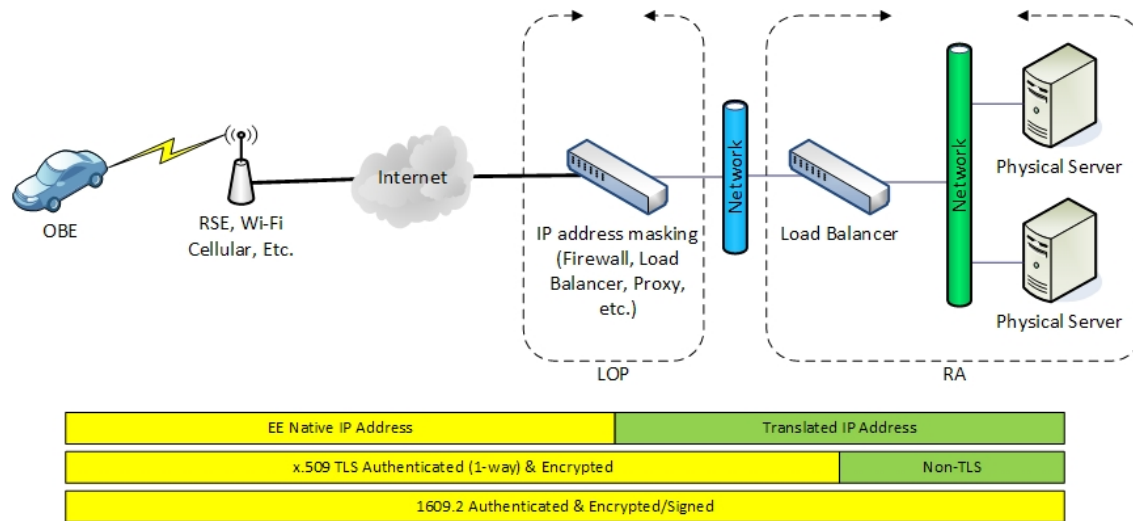 OBE
RSE, Wi-Fi
Cellular, Etc.
Internet
IP address masking
(Firewall, Load
Balancer, Proxy,
etc.)
LOP
Network
Load Balancer
Network
Physical Server
Physical Server
RA
EE Native IP Address
Translated IP Address
x.509 TLS Authenticated (1-way) & Encrypted
Non-TLS
1609.2 Authenticated & Encrypted/Signed